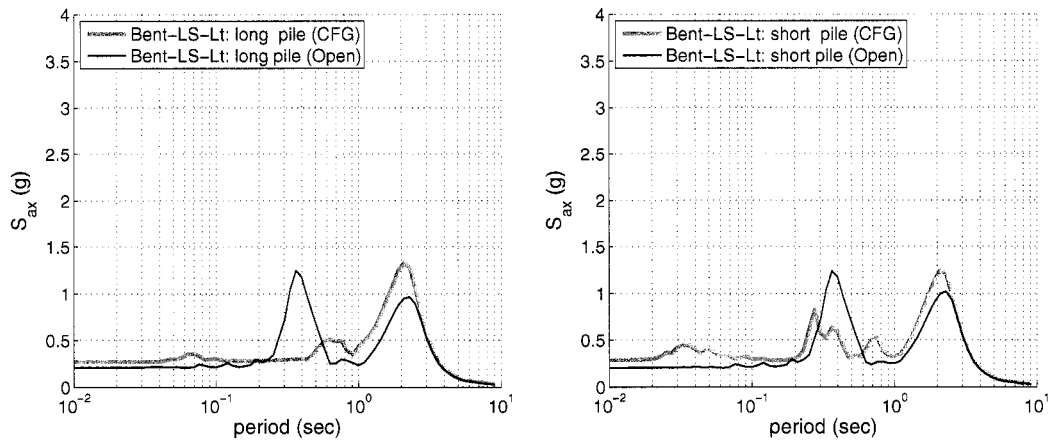 4
3.5
3
2.5
2
1.5
1
0.5
0
S_ax (g)
Bent-LS-Lt: long pile (CFG)
Bent-LS-Lt: long pile (Open)
10^-2 10^-1 10^0 10^1
period (sec)
4
3.5
3
2.5
2
1.5
1
0.5
0
S_ax (g)
Bent-LS-Lt: short pile (CFG)
Bent-LS-Lt: short pile (Open)
10^-2 10^-1 10^0 10^1
period (sec)